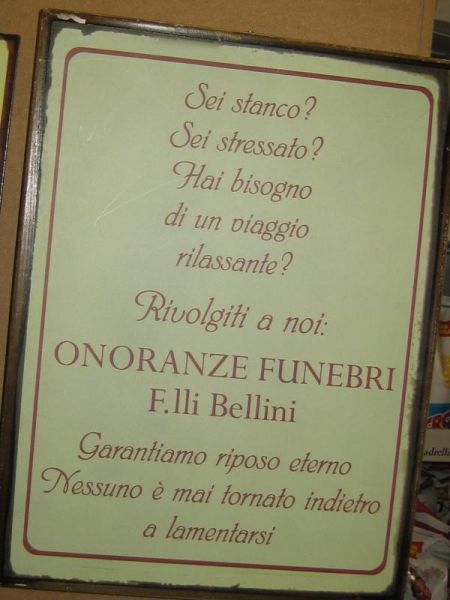 Sei stanco?
Sei stressato?
Hai bisogno
di un viaggio
rilassante?
Rivolgiti a noi:
ONORANZE FUNEBRI
F.lli Bellini
Garantiamo riposo eterno
Nessuno è mai tornato indietro
a lamentarsi
adrelli